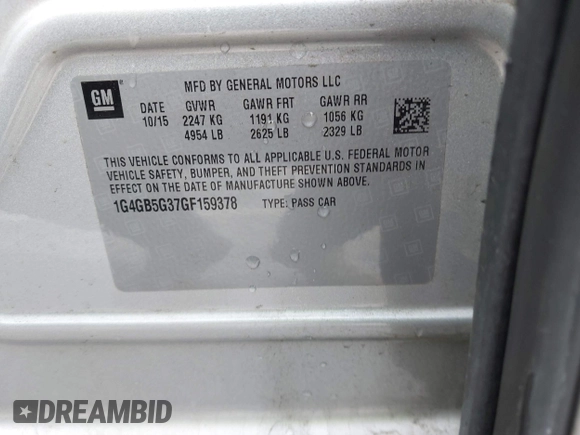 GM
MFD BY GENERAL MOTORS LLC
DATE GVWR GAWR FRT GAWR RR
10/15 2247 KG 1191 KG 1056 KG
4954 LB 2625 LB 2329 LB
THIS VEHICLE CONFORMS TO ALL APPLICABLE U.S. FEDERAL MOTOR
VEHICLE SAFETY, BUMPER, AND THEFT PREVENTION STANDARDS IN
EFFECT ON THE DATE OF MANUFACTURE SHOWN ABOVE.
1G4GB5G37GF159378 TYPE: PASS CAR
DREAMBID